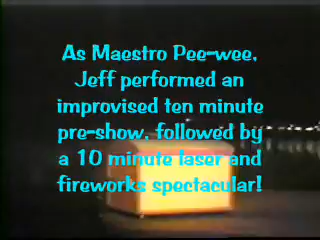 As Maestro Pee-wee,
Jeff performed an
improvised ten minute
pre-show, followed by
a 10 minute laser and
fireworks spectacular!